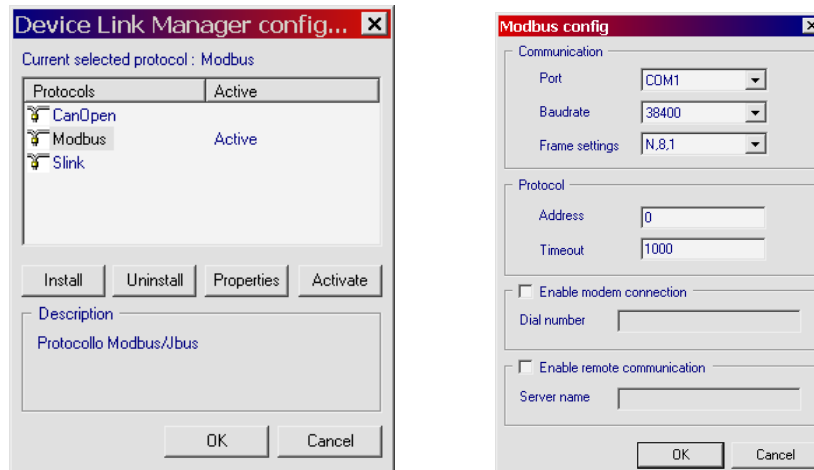 Device Link Manager config...
Current selected protocol : Modbus
Protocols Active
CanOpen
Modbus Active
Slink
Install Uninstall Properties Activate
Description
Protocollo Modbus/Jbus
OK Cancel
Modbus config
Communication
Port COM1
Baudrate 38400
Frame settings N,8,1
Protocol
Address 0
Timeout 1000
Enable modem connection
Dial number
Enable remote communication
Server name
OK Cancel